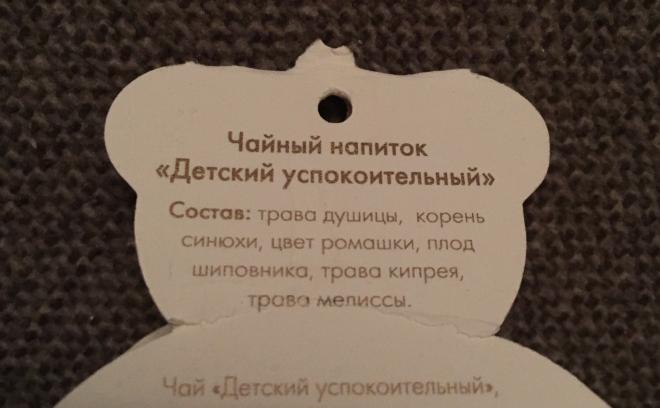 Чайный напиток
«Детский успокоительный»
Состав: трава душицы, корень
синюхи, цвет ромашки, плод
шиповника, трава кипрея,
трава мелиссы.
Чай «Детский успокоительный»,